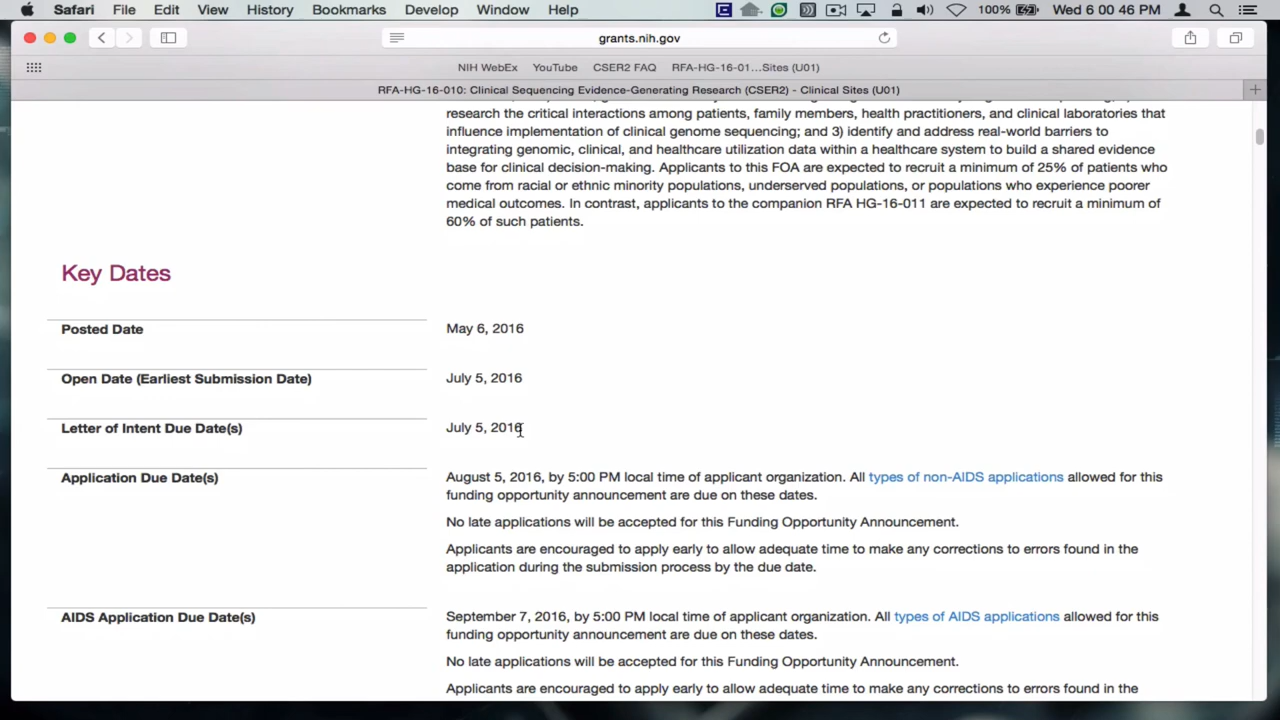 Safari File Edit View History Bookmarks Develop Window Help 100% Wed 6 00 46 PM
grants.nih.gov
NIH WebEx YouTube CSER2 FAQ RFA-HG-16-01...Sites (U01)
RFA-HG-16-010: Clinical Sequencing Evidence-Generating Research (CSER2) - Clinical Sites (U01)
research the critical interactions among patients, family members, health practitioners, and clinical laboratories that
influence implementation of clinical genome sequencing; and 3) identify and address real-world barriers to
integrating genomic, clinical, and healthcare utilization data within a healthcare system to build a shared evidence
base for clinical decision-making. Applicants to this FOA are expected to recruit a minimum of 25% of patients who
come from racial or ethnic minority populations, underserved populations, or populations who experience poorer
medical outcomes. In contrast, applicants to the companion RFA HG-16-011 are expected to recruit a minimum of
60% of such patients.
Key Dates
Posted Date May 6, 2016
Open Date (Earliest Submission Date) July 5, 2016
Letter of Intent Due Date(s) July 5, 2016
Application Due Date(s) August 5, 2016, by 5:00 PM local time of applicant organization. All types of non-AIDS applications allowed for this
funding opportunity announcement are due on these dates.
No late applications will be accepted for this Funding Opportunity Announcement.
Applicants are encouraged to apply early to allow adequate time to make any corrections to errors found in the
application during the submission process by the due date.
AIDS Application Due Date(s) September 7, 2016, by 5:00 PM local time of applicant organization. All types of AIDS applications allowed for this
funding opportunity announcement are due on these dates.
No late applications will be accepted for this Funding Opportunity Announcement.
Applicants are encouraged to apply early to allow adequate time to make any corrections to errors found in the